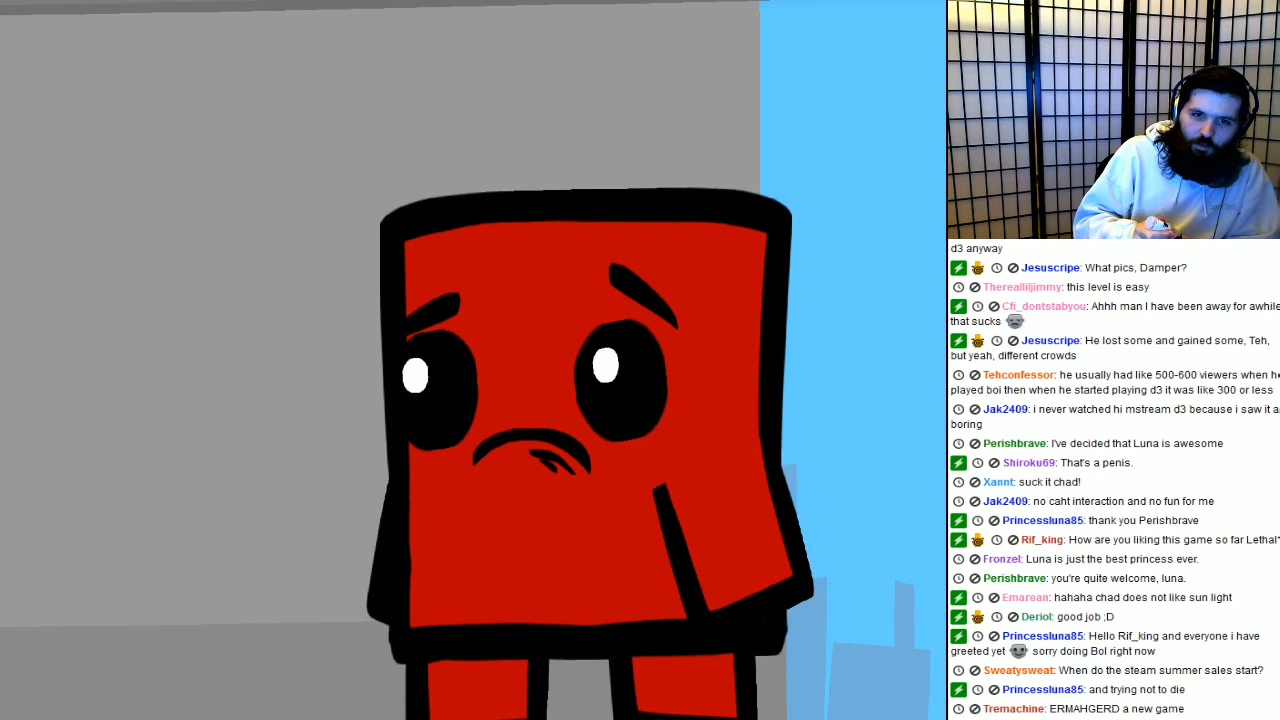 d3 anyway
Jesuscripe: What pics, Damper?
Therealliljimmy: this level is easy
Cfi_dontstabyou: Ahhh man I have been away for awhile
that sucks
Jesuscripe: He lost some and gained some, Teh,
but yeah, different crowds
Tehconfessor: he usually had like 500-600 viewers when he
played boi then when he started playing d3 it was like 300 or less
Jak2409: i never watched hi mstream d3 because i saw it a
boring
Perishbrave: I've decided that Luna is awesome
Shiroku69: That's a penis.
Xannt: suck it chad!
Jak2409: no caht interaction and no fun for me
Princessluna85: thank you Perishbrave
Rif_king: How are you liking this game so far Lethal?
Fronzel: Luna is just the best princess ever.
Perishbrave: you're quite welcome, luna.
Emarean: hahaha chad does not like sun light
Deriol: good job ;D
Princessluna85: Hello Rif_king and everyone i have
greeted yet sorry doing BoI right now
Sweatysweat: When do the steam summer sales start?
Princessluna85: and trying not to die
Tremachine: ERMAHGERD a new game